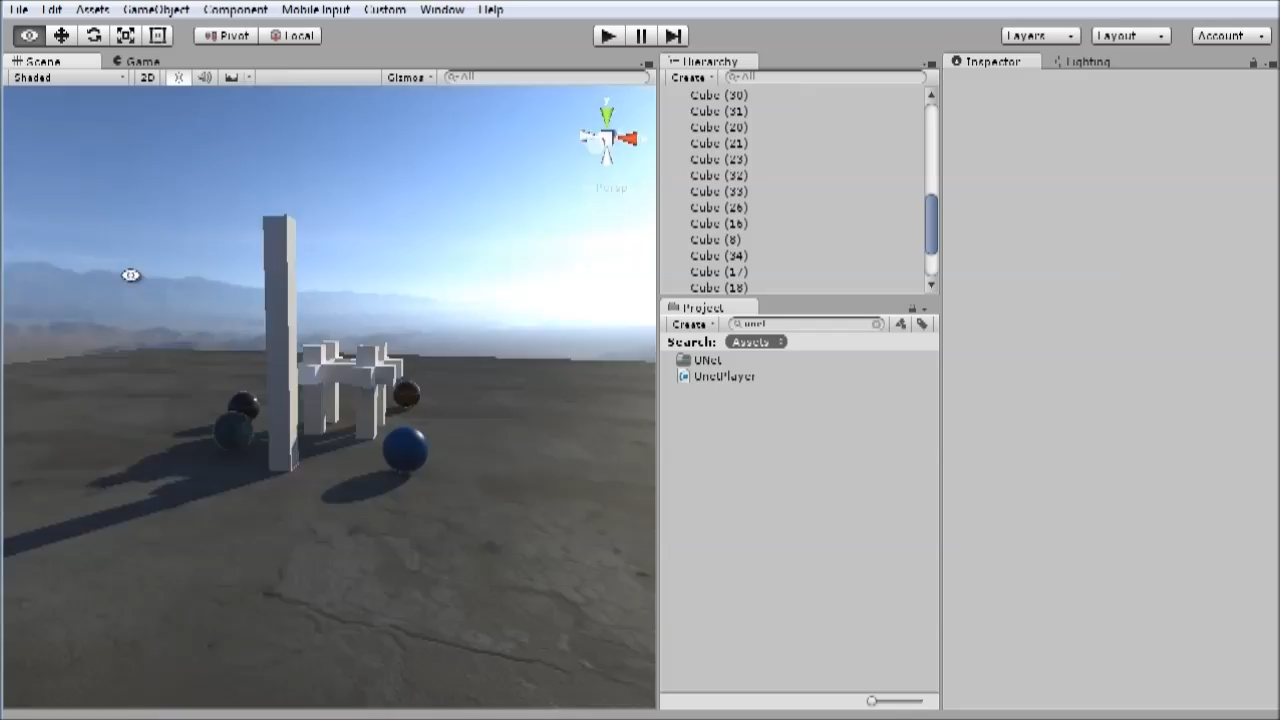 File Edit Assets GameObject Component Mobile Input Custom Window Help
Pivot Local Layers Layout Account
Scene Game Hierarchy Inspector Lighting
Shaded 2D Gizmos All Create All
y
Persp
Cube (30)
Cube (31)
Cube (20)
Cube (21)
Cube (23)
Cube (32)
Cube (33)
Cube (26)
Cube (16)
Cube (8)
Cube (34)
Cube (17)
Cube (18)
Project
Create unet
Search: Assets
UNet
UnetPlayer